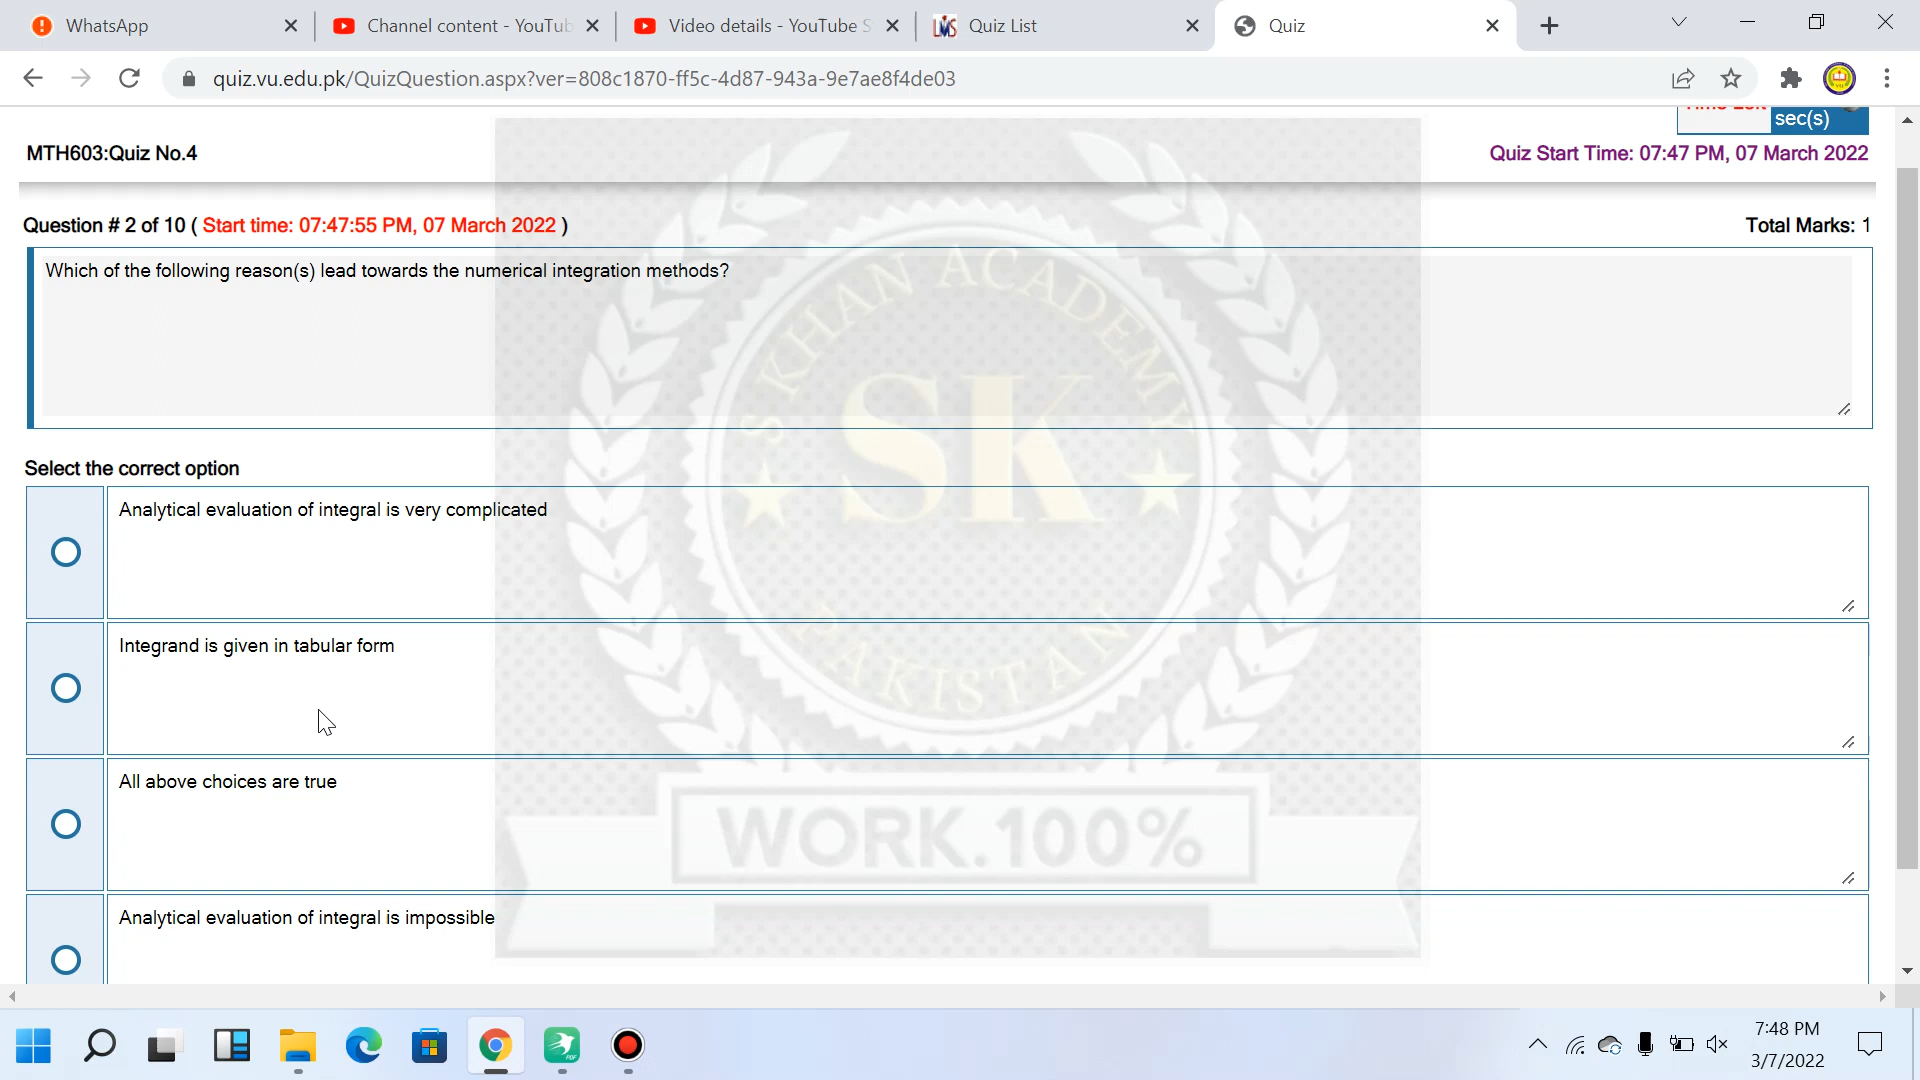 WhatsApp
Channel content - YouTub
Video details - YouTube S
Quiz List
Quiz
quiz.vu.edu.pk/QuizQuestion.aspx?ver=808c1870-ff5c-4d87-943a-9e7ae8f4de03
sec(s)
MTH603:Quiz No.4
Quiz Start Time: 07:47 PM, 07 March 2022
Question # 2 of 10 ( Start time: 07:47:55 PM, 07 March 2022 )
Total Marks: 1
Which of the following reason(s) lead towards the numerical integration methods?
Select the correct option
Analytical evaluation of integral is very complicated
Integrand is given in tabular form
All above choices are true
Analytical evaluation of integral is impossible
S KHAN ACADEMY
SK
PAKISTAN
WORK.100%
7:48 PM
3/7/2022